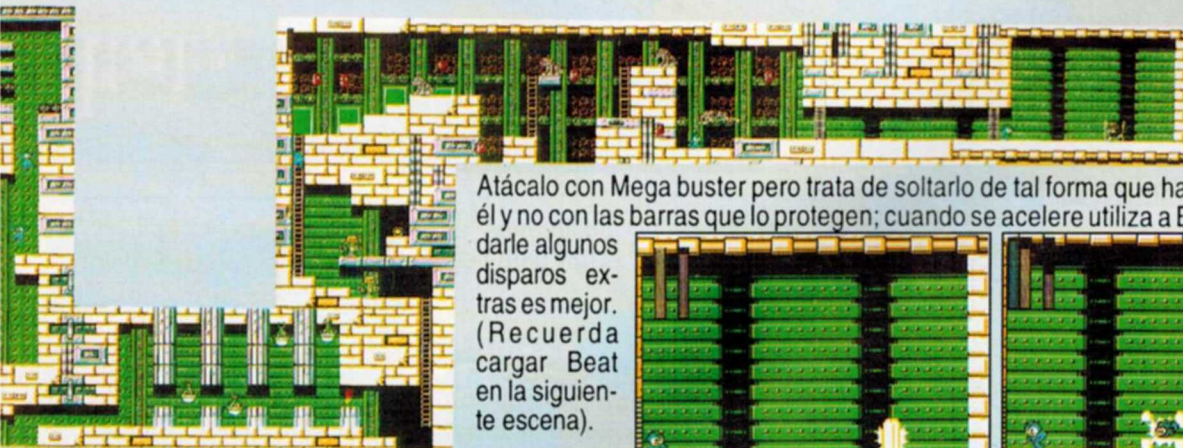 Atácalo con Mega buster pero trata de soltarlo de tal forma que ha
él y no con las barras que lo protegen; cuando se acelere utiliza a B
darle algunos
disparos ex-
tras es mejor.
(Recuerda
cargar Beat
en la siguien-
te escena).